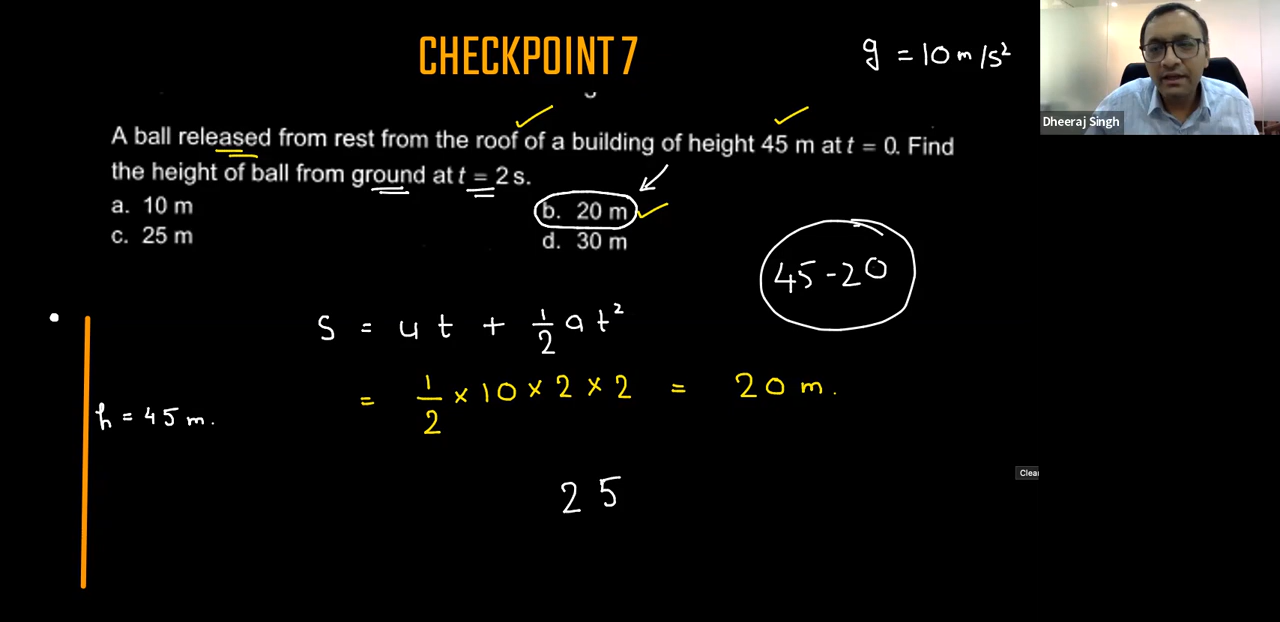 CHECKPOINT 7
g = 10 m/s²
Dheeraj Singh
A ball released from rest from the roof of a building of height 45 m at t = 0. Find
the height of ball from ground at t = 2 s.
a. 10 m
b. 20 m
c. 25 m
d. 30 m
45 - 20
S = ut + 1/2 at²
= 1/2 × 10 × 2 × 2 = 20 m.
h = 45 m.
25